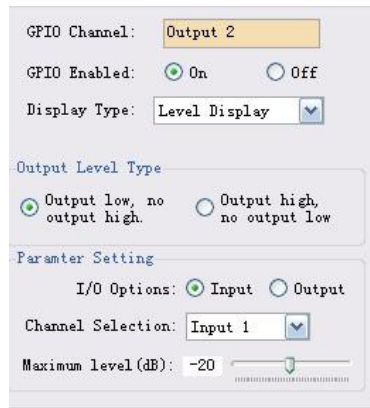 GPIO Channel: Output 2
GPIO Enabled: On Off
Display Type: Level Display
Output Level Type
Output low, no output high.
Output high, no output low
Paramter Setting
I/O Options: Input Output
Channel Selection: Input 1
Maximum level(dB): -20